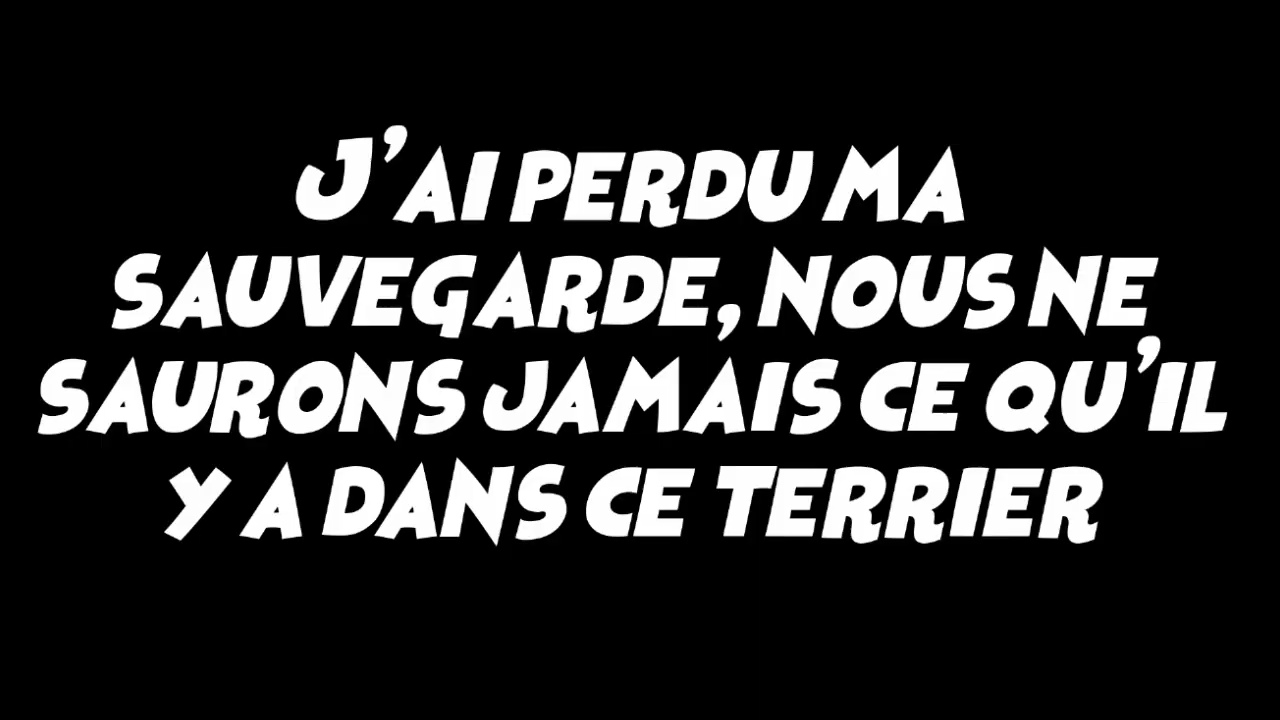 J'AI PERDU MA
SAUVEGARDE, NOUS NE
SAURONS JAMAIS CE QU'IL
Y A DANS CE TERRIER